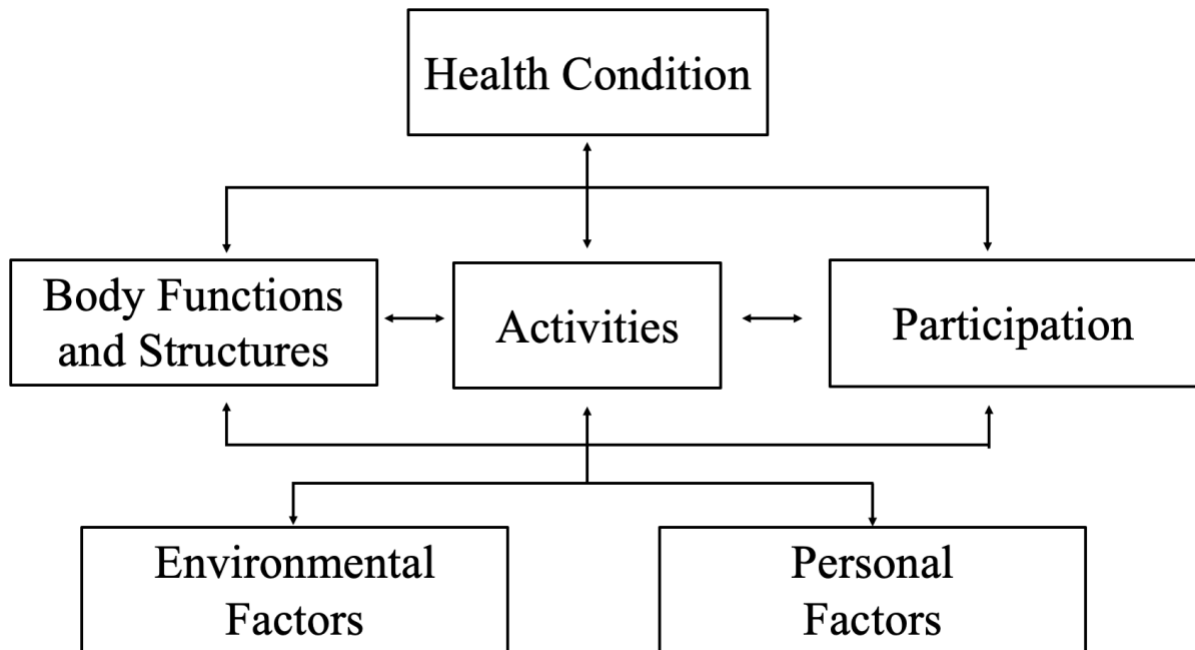 Health Condition
Body Functions
and Structures
Activities
Participation
Environmental
Factors
Personal
Factors